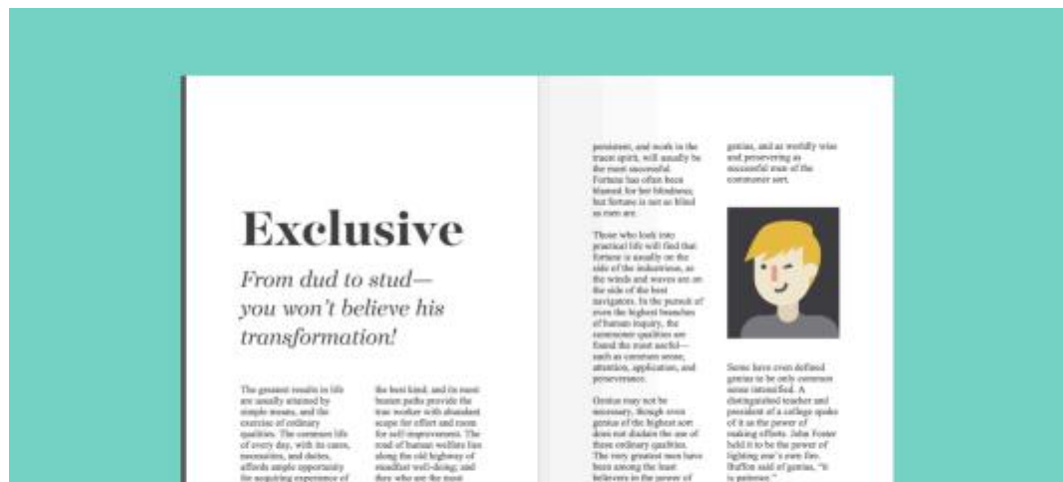 Exclusive
From dud to stud—
you won't believe his
transformation!
The greatest results in life
are usually attained by
simple means, and the
exercise of ordinary
qualities. The common life
of every day, with its cares,
necessities, and duties,
affords ample opportunity
for acquiring experience of
the best kind; and its most
beaten paths provide the
true worker with abundant
scope for effort and room
for self-improvement. The
road of human welfare lies
along the old highway of
steadfast well-doing; and
they who are the most
persistent, and work in the
truest spirit, will usually be
the most successful.
Fortune has often been
blamed for her blindness;
but fortune is not so blind
as men are.
Those who look into
practical life will find that
fortune is usually on the
side of the industrious, as
the winds and waves are on
the side of the best
navigators. In the pursuit of
even the highest branches
of human inquiry, the
commoner qualities are
found the most useful—
such as common sense,
attention, application, and
perseverance.
Genius may not be
necessary, though even
genius of the highest sort
does not disdain the use of
these ordinary qualities.
The very greatest men have
been among the least
believers in the power of
genius, and as worldly wise
and persevering as
successful men of the
commoner sort.
Some have even defined
genius to be only common
sense intensified. A
distinguished teacher and
president of a college spoke
of it as the power of
making efforts. John Foster
held it to be the power of
lighting one's own fire.
Buffon said of genius, "it
is patience."